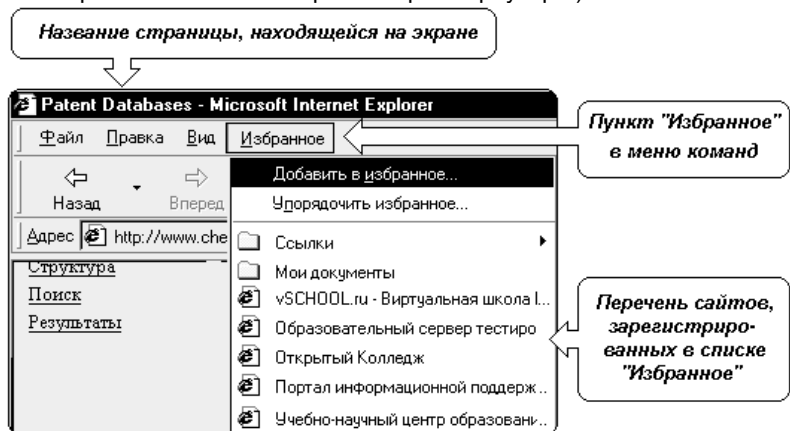 Название страницы, находящейся на экране
Patent Databases - Microsoft Internet Explorer
Файл Правка Вид Избранное
Пункт "Избранное"
в меню команд
Добавить в избранное...
Назад Вперед
Упорядочить избранное...
Адрес http://www.che
Ссылки
Структура
Мои документы
Поиск
vSCHOOL.ru - Виртуальная школа I...
Результаты
Образовательный сервер тестиро
Открытый Колледж
Портал информационной поддерж...
Учебно-научный центр образовани...
Перечень сайтов,
зарегистриро-
ванных в списке
"Избранное"